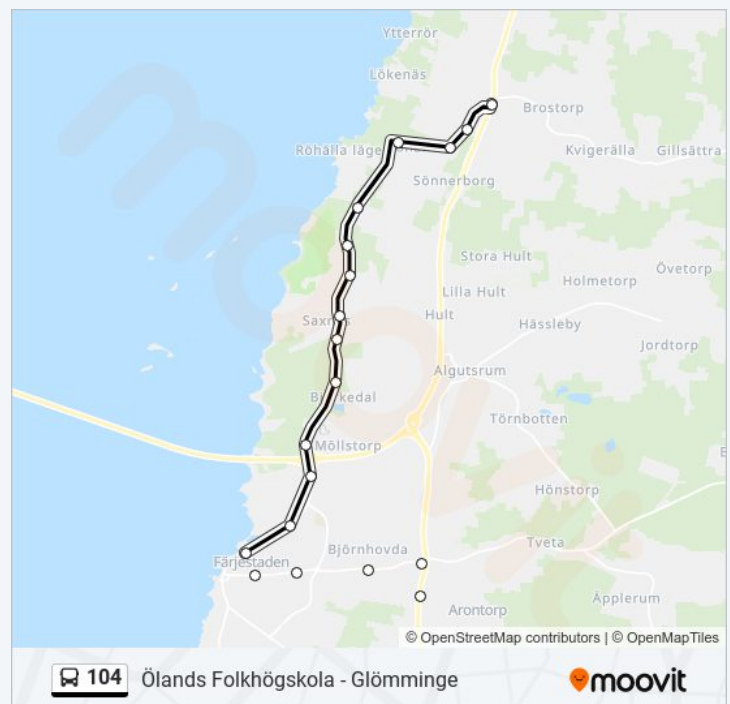 Ytterrör
Lökenäs
Brostorp
Röhälla läge
Kvigerälla
Gillsättra
Sönnerborg
Stora Hult
Övetorp
Holmetorp
Lilla Hult
Hult
Saxnäs
Hässleby
Jordtorp
Algutsrum
Törnbotten
Möllstorp
Hönstorp
Tveta
Björnhovda
Färjestaden
Äpplerum
Arontorp
© OpenStreetMap contributors | © OpenMapTiles
104 Ölands Folkhögskola - Glömminge
moovit